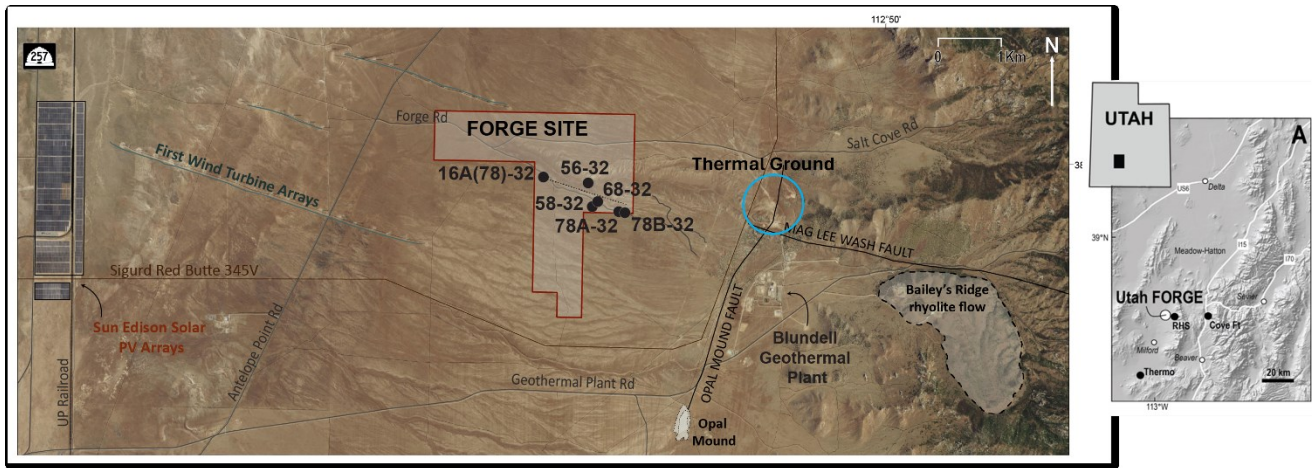 112°50'
257
0 1Km
N
Forge Rd
FORGE SITE
Salt Cove Rd
38
Thermal Ground
56-32
16A(78)-32
68-32
First Wind Turbine Arrays
58-32
78A-32
78B-32
MAG LEE WASH FAULT
Sigurd Red Butte 345V
Bailey's Ridge
rhyolite flow
Sun Edison Solar
PV Arrays
Antelope Point Rd
OPAL MOUND FAULT
Blundell
Geothermal
Plant
UP Railroad
Geothermal Plant Rd
Opal
Mound
UTAH
A
US6
Delta
39°N
Meadow-Hatton
I15
I70
Utah FORGE
Sevier
RHS
Cove Ft
Milford
Beaver
Thermo
20 km
113°W